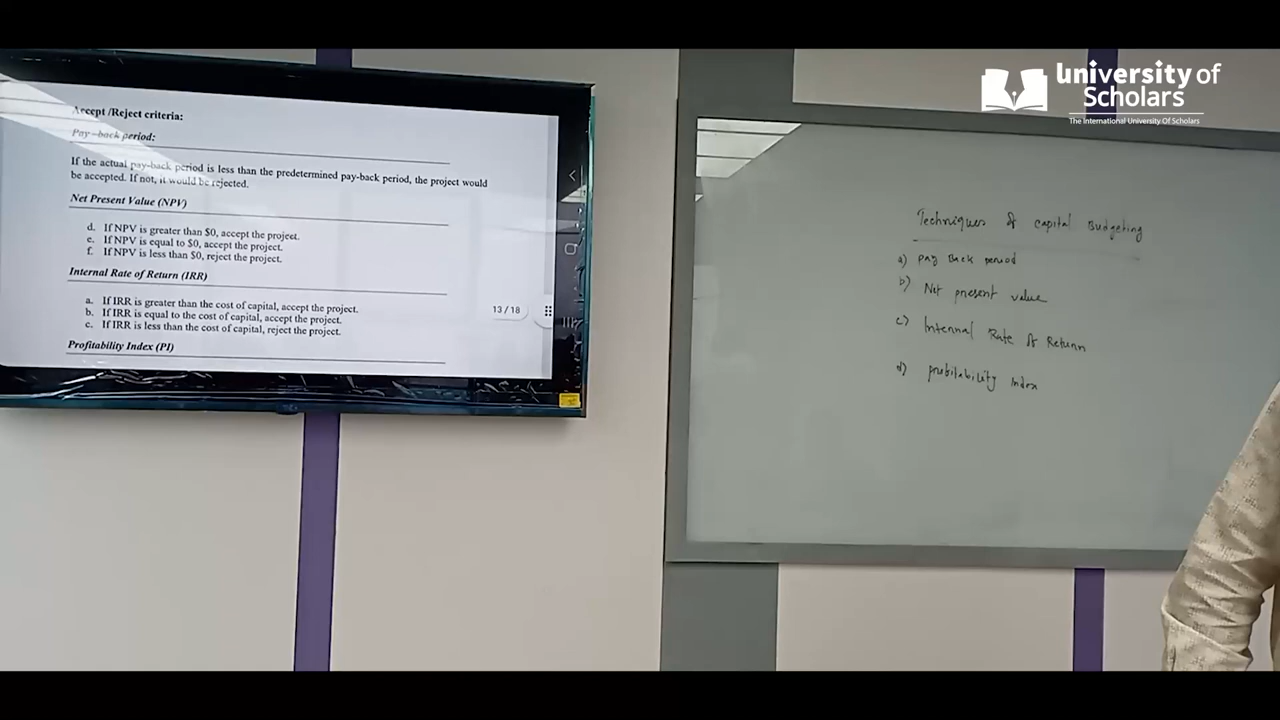 Accept /Reject criteria:
Pay –back period:
If the actual pay-back period is less than the predetermined pay-back period, the project would
be accepted. If not, it would be rejected.
Net Present Value (NPV)
d. If NPV is greater than $0, accept the project.
e. If NPV is equal to $0, accept the project.
f. If NPV is less than $0, reject the project.
Internal Rate of Return (IRR)
a. If IRR is greater than the cost of capital, accept the project.
b. If IRR is equal to the cost of capital, accept the project.
c. If IRR is less than the cost of capital, reject the project.
Profitability Index (PI)
13 / 18
University of
Scholars
The International University Of Scholars
Techniques of capital Budgeting
a) Pay Back period
b) Net present value
c) Internal Rate of Return
d) profitability Index